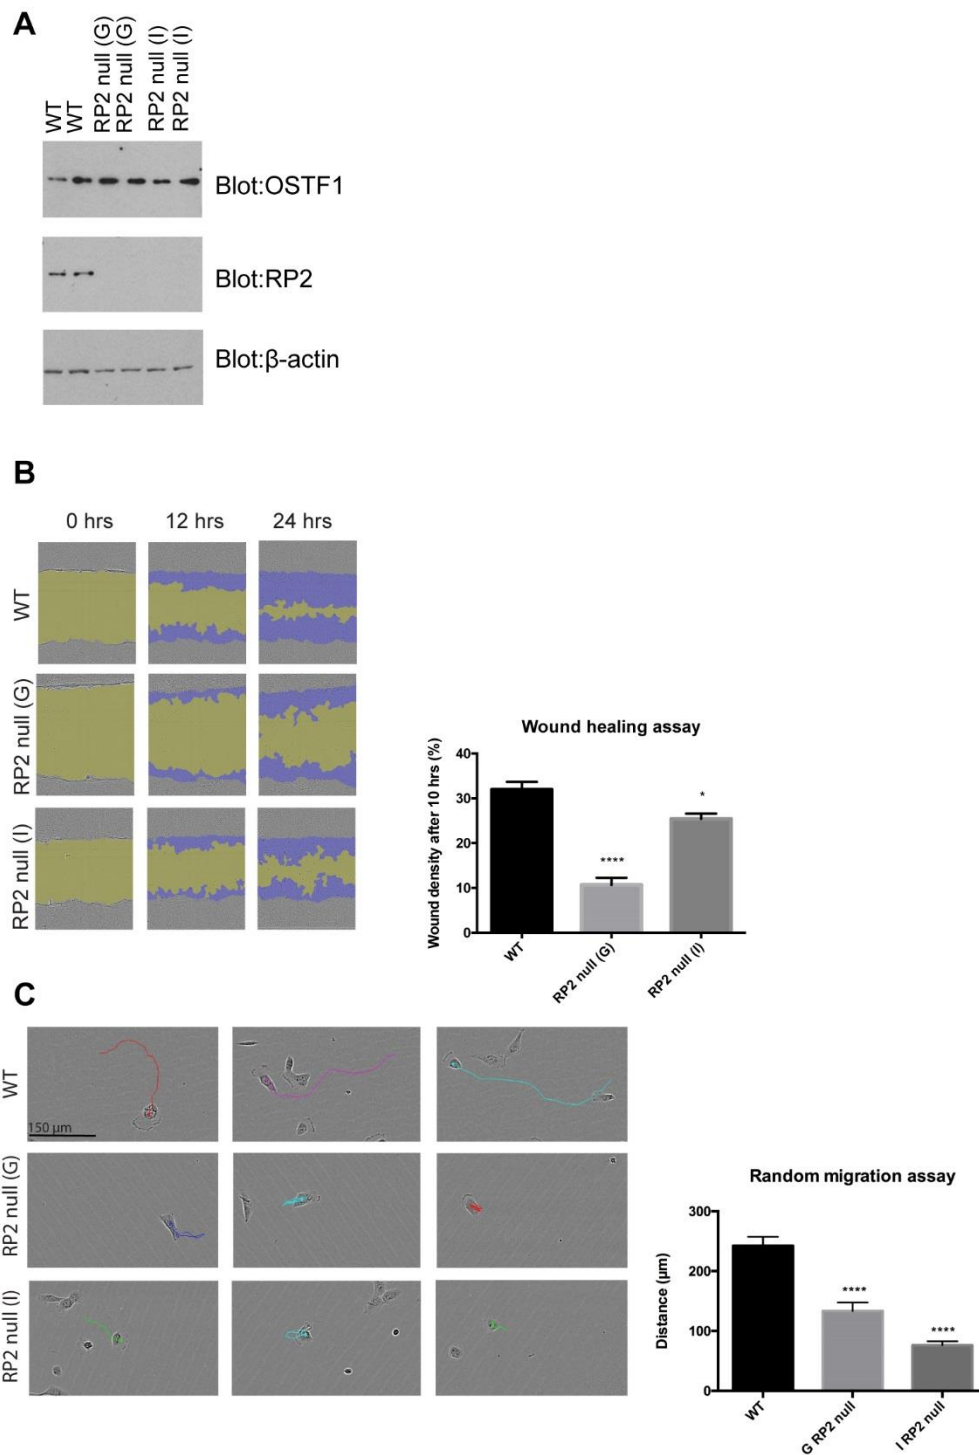 A
WT
WT
RP2 null (G)
RP2 null (G)
RP2 null (I)
RP2 null (I)
Blot:OSTF1
Blot:RP2
Blot:β-actin
B
0 hrs 12 hrs 24 hrs
WT
RP2 null (G)
RP2 null (I)
Wound healing assay
Wound density after 10 hrs (%)
40
30
20
10
0
****
*
WT
RP2 null (G)
RP2 null (I)
C
WT
150 µm
RP2 null (G)
RP2 null (I)
Random migration assay
Distance (µm)
300
200
100
0
****
****
WT
G RP2 null
I RP2 null